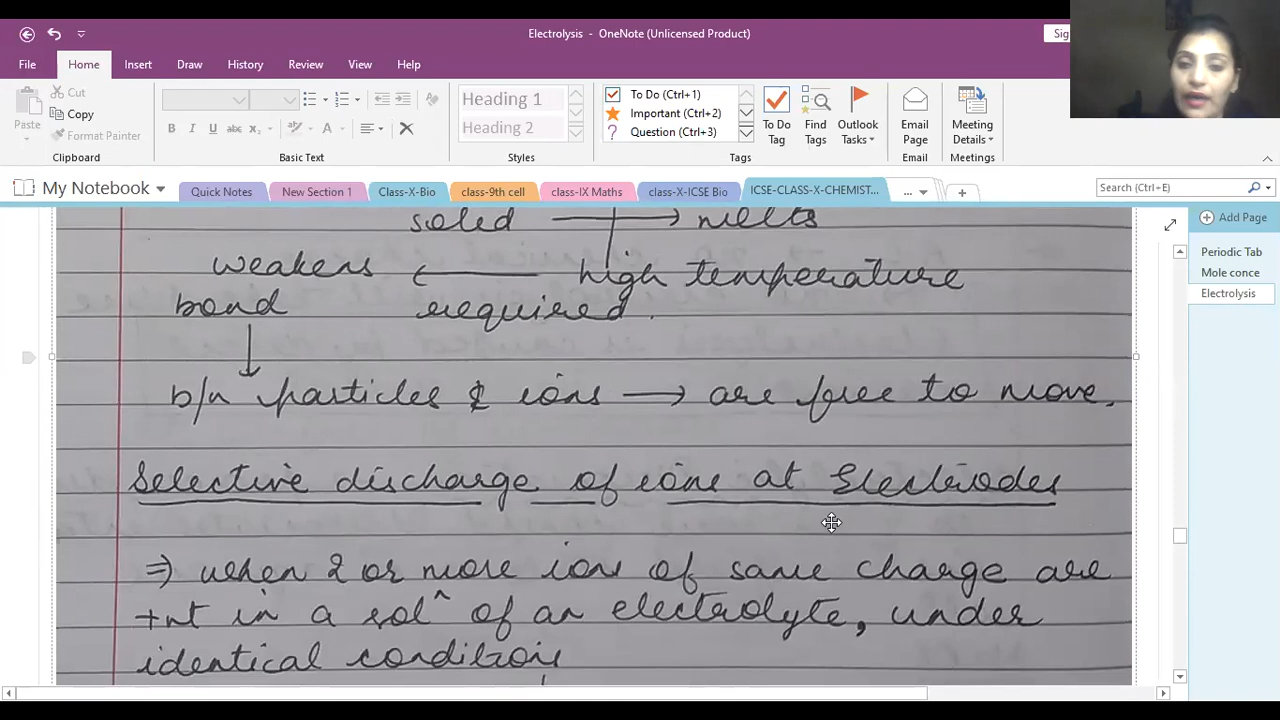 Electrolysis - OneNote (Unlicensed Product)
Sig
File Home Insert Draw History Review View Help
Cut
Copy
Format Painter
Paste
Clipboard
B I U abc x₂ A
Basic Text
Heading 1
Heading 2
Styles
To Do (Ctrl+1)
Important (Ctrl+2)
? Question (Ctrl+3)
To Do Tag
Find Tags
Outlook Tasks
Tags
Email Page
Email
Meeting Details
Meetings
My Notebook
Quick Notes New Section 1 Class-X-Bio class-9th cell class-IX Maths class-X-ICSE Bio ICSE-CLASS-X-CHEMIST... ...
Search (Ctrl+E)
Add Page
Periodic Tab
Mole conce
Electrolysis
solid → melts
weakens ← high temperature
bond required.
b/n particles & ions → are free to move.
Selective discharge of ions at Electrodes
⇒ when 2 or more ions of same charge are
+nt in a sol^n of an electrolyte, under
identical conditions